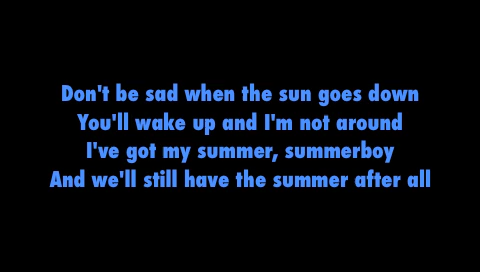 Don't be sad when the sun goes down
You'll wake up and I'm not around
I've got my summer, summerboy
And we'll still have the summer after all